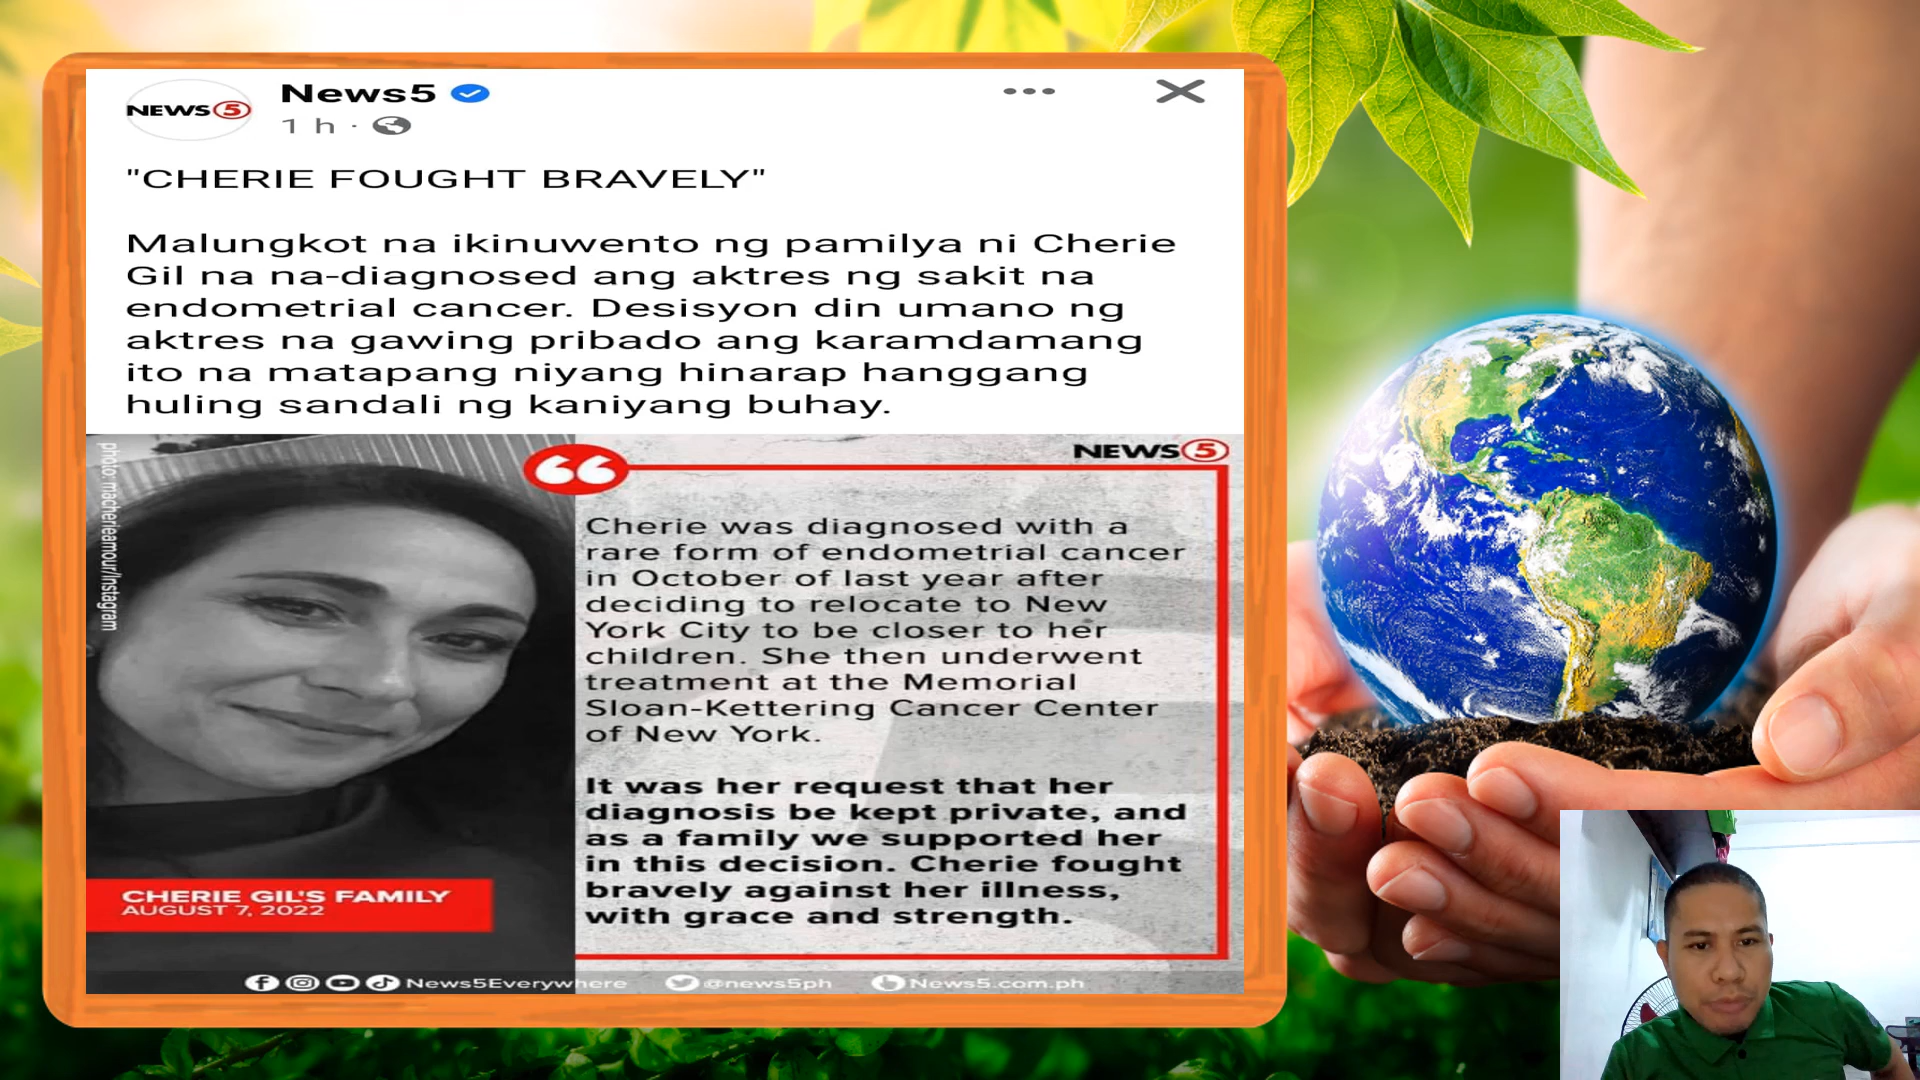 NEWS 5
News5
1 h ·
"CHERIE FOUGHT BRAVELY"
Malungkot na ikinuwento ng pamilya ni Cherie
Gil na na-diagnosed ang aktres ng sakit na
endometrial cancer. Desisyon din umano ng
aktres na gawing pribado ang karamdamang
ito na matapang niyang hinarap hanggang
huling sandali ng kaniyang buhay.
photo: macherieamour/Instagram
NEWS 5
Cherie was diagnosed with a
rare form of endometrial cancer
in October of last year after
deciding to relocate to New
York City to be closer to her
children. She then underwent
treatment at the Memorial
Sloan-Kettering Cancer Center
of New York.
It was her request that her
diagnosis be kept private, and
as a family we supported her
in this decision. Cherie fought
bravely against her illness,
with grace and strength.
CHERIE GIL'S FAMILY
AUGUST 7, 2022
News5Everywhere @news5ph News5.com.ph